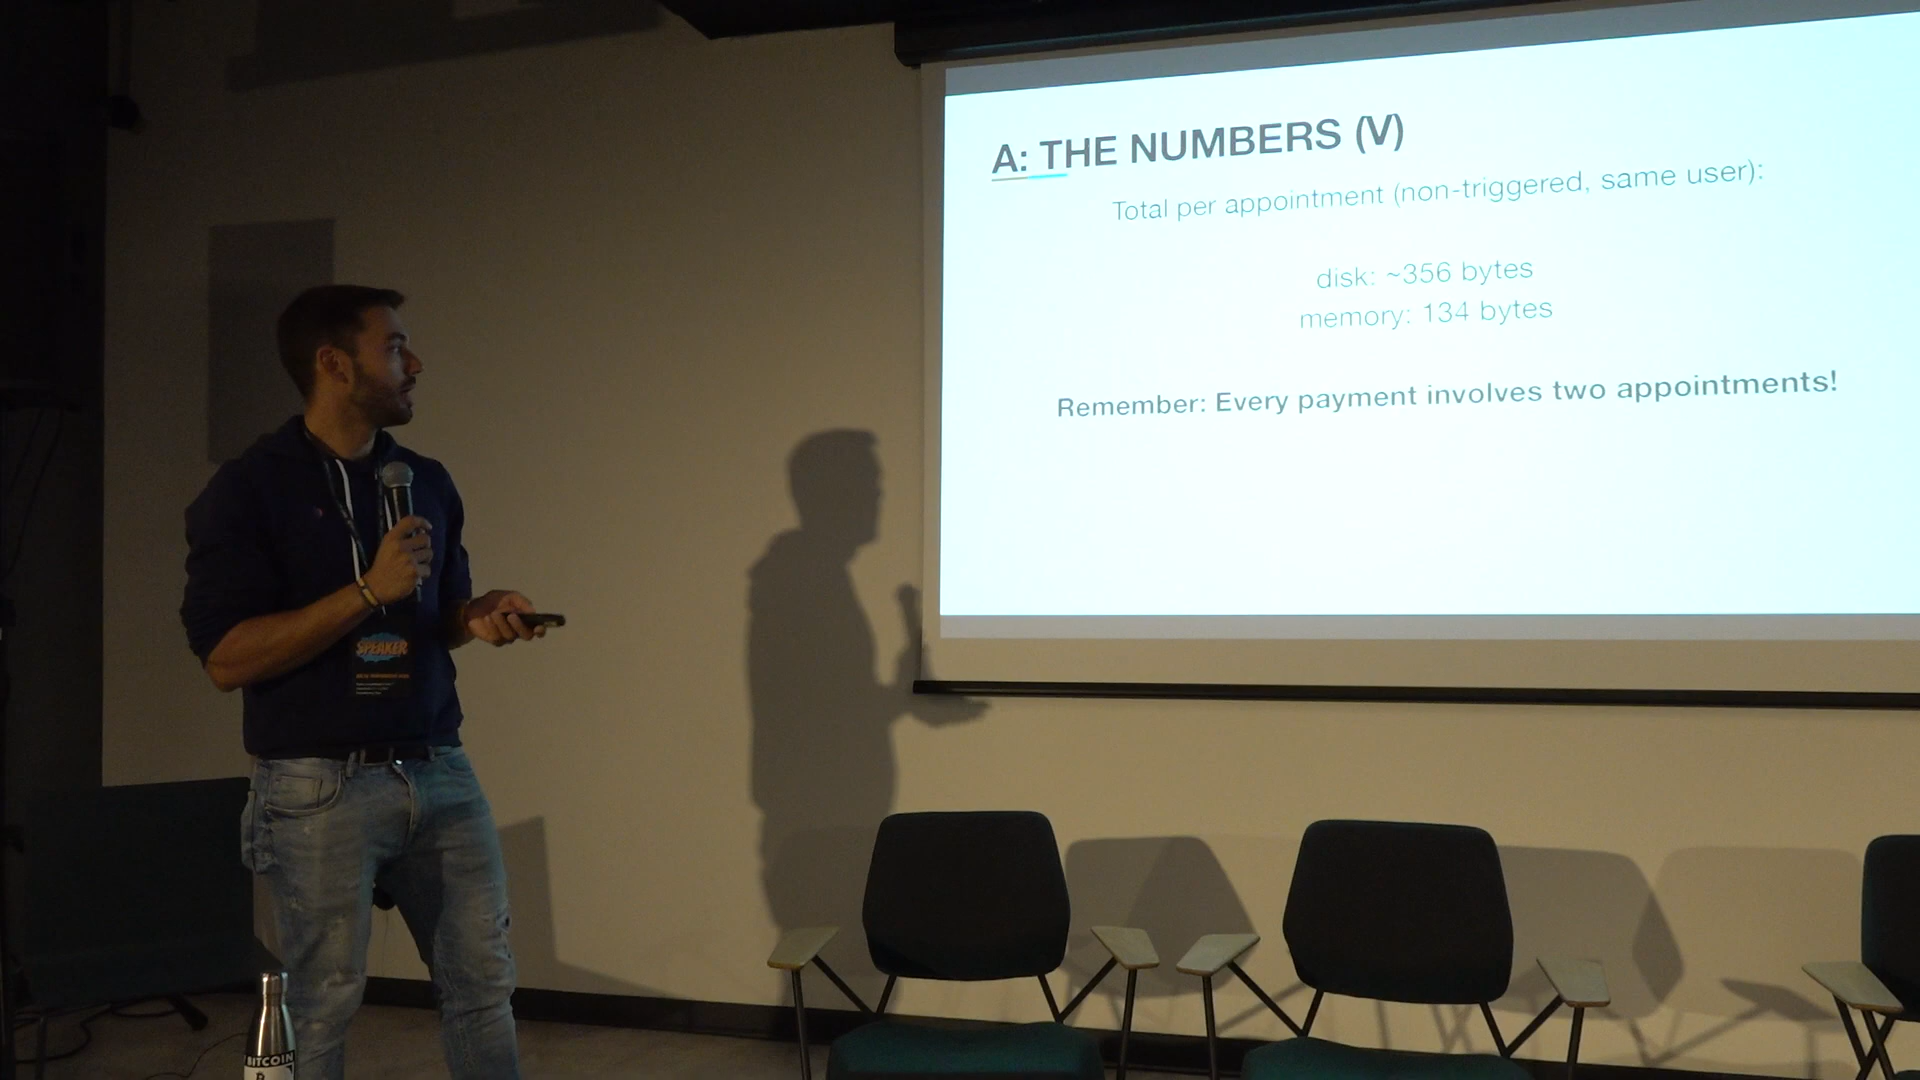 A: THE NUMBERS (V)
Total per appointment (non-triggered, same user):
disk: ~356 bytes
memory: 134 bytes
Remember: Every payment involves two appointments!
SPEAKER
BITCOIN